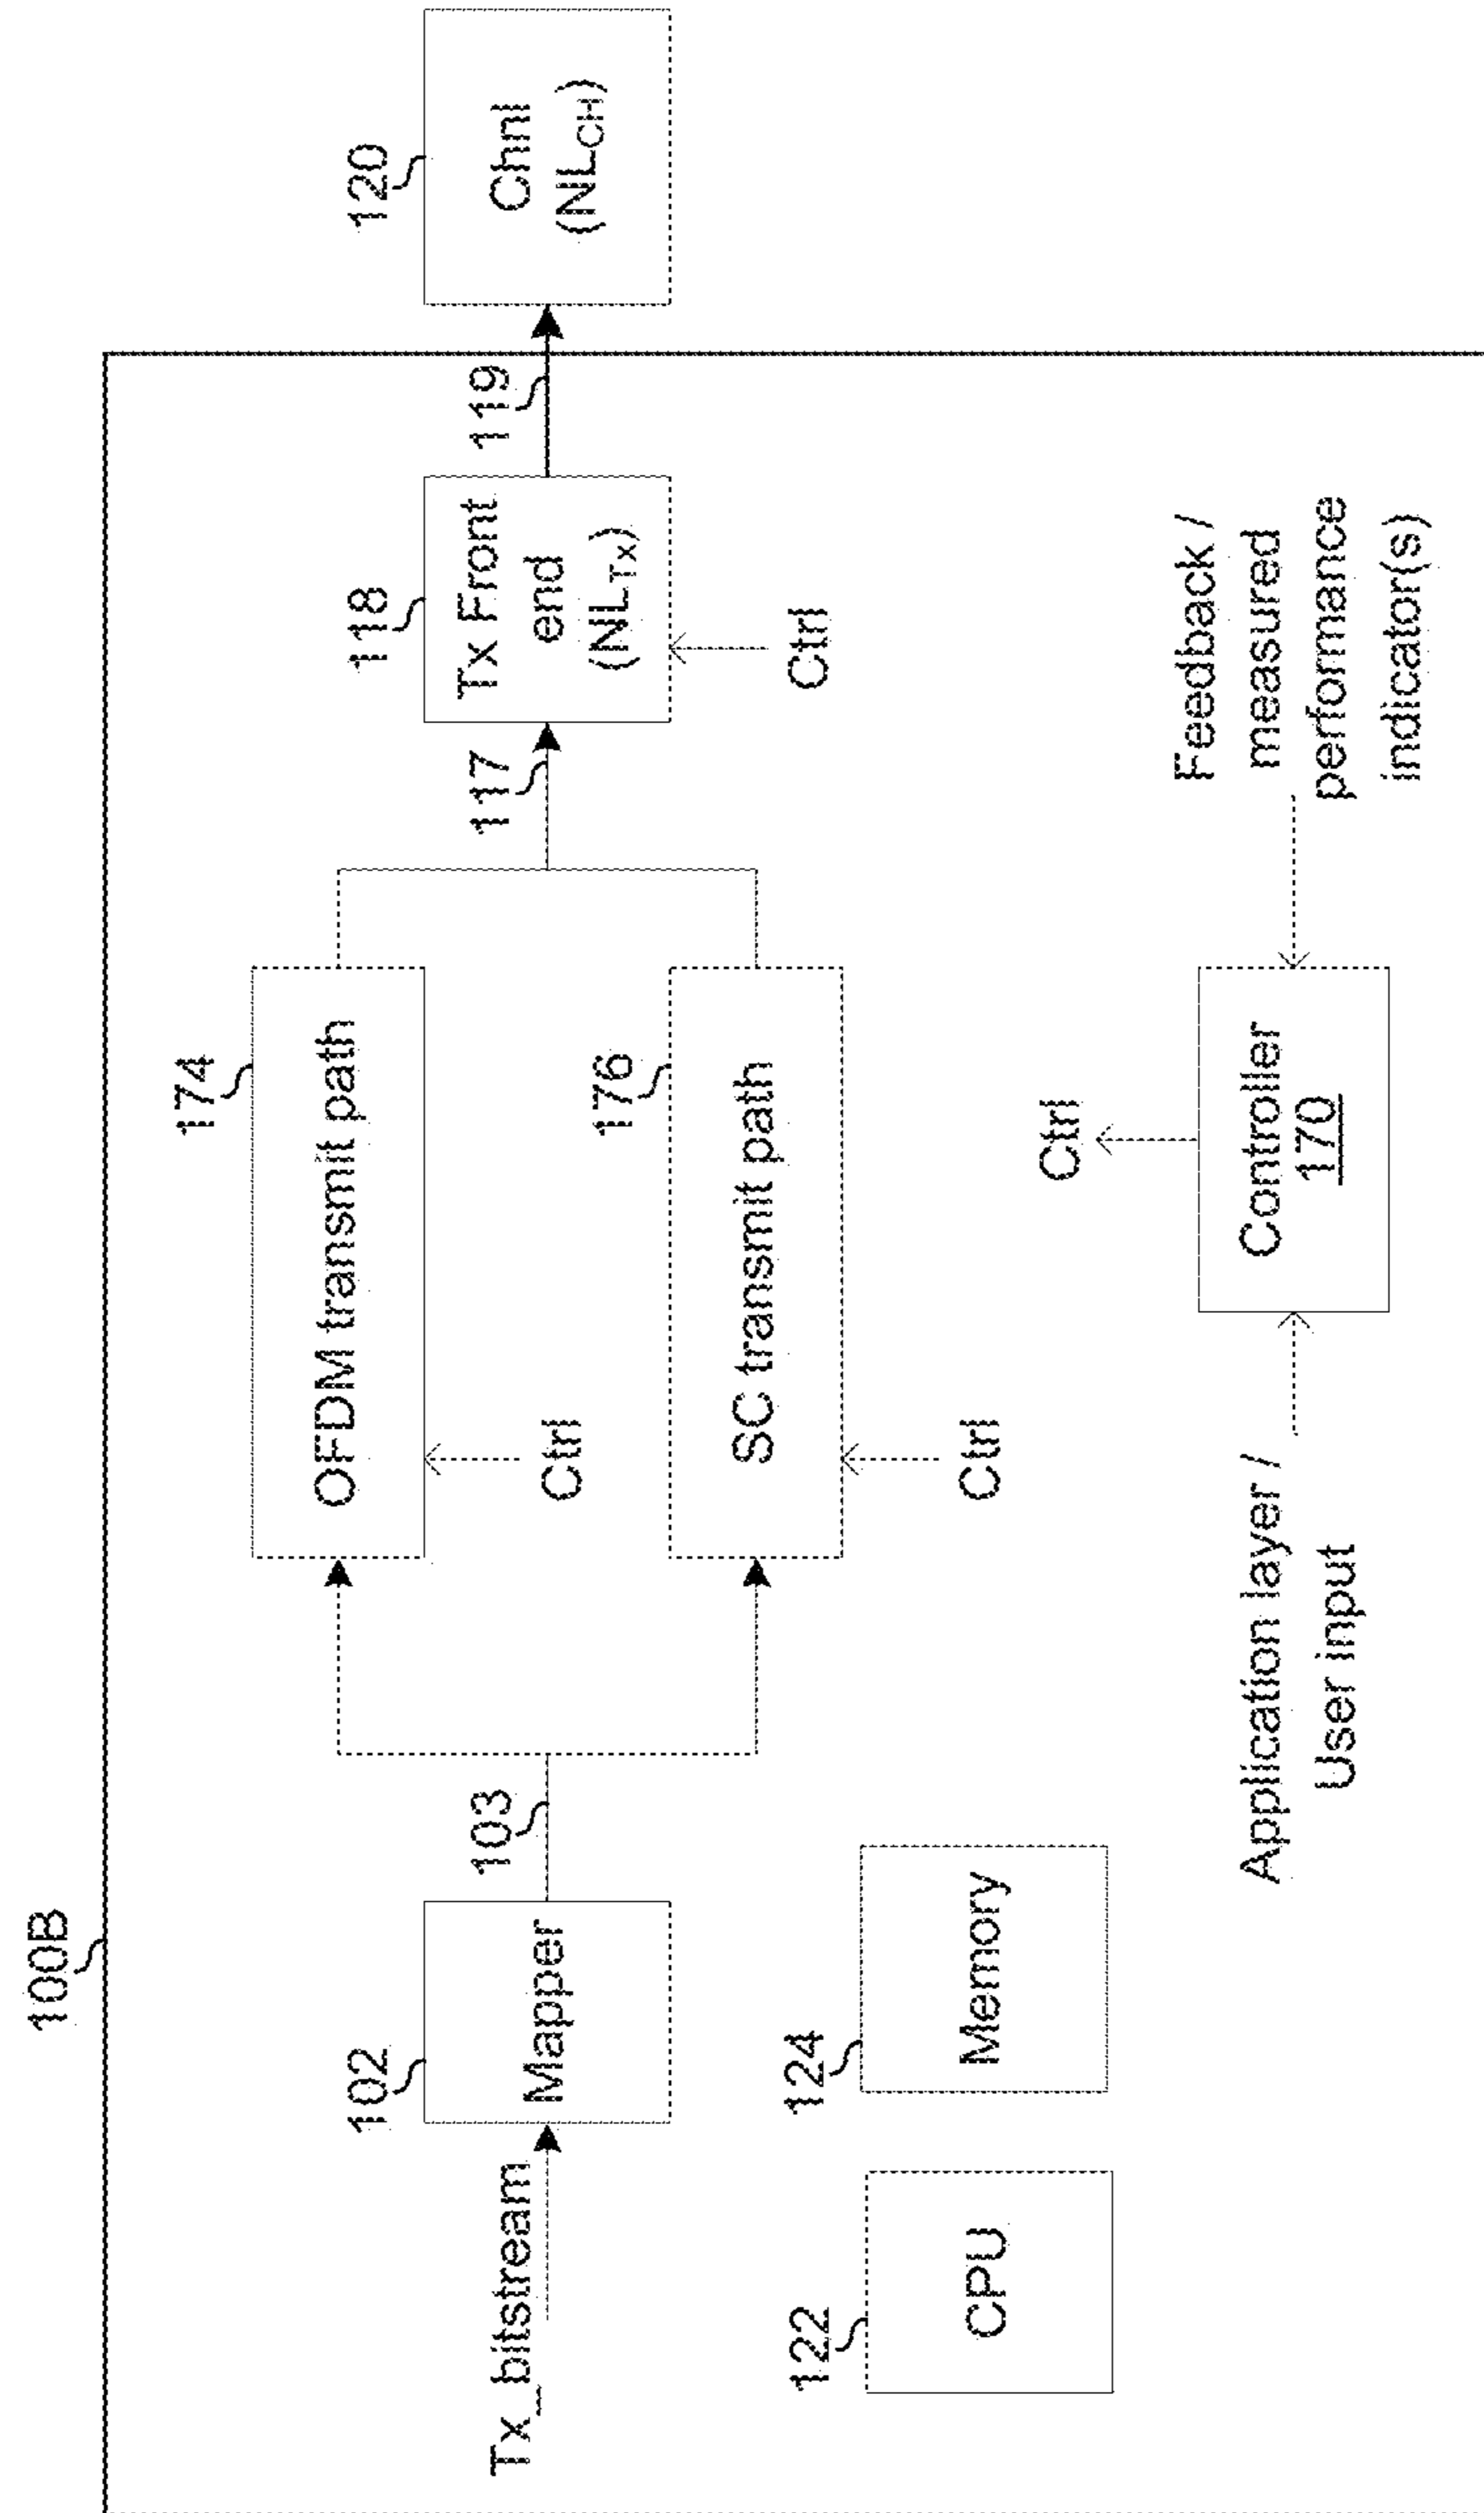 100B
Tx_bitstream
102
Mapper
103
174
OFDM transmit path
Ctrl
176
SC transmit path
Ctrl
117
118
Tx Front
end
(NLTx)
Ctrl
119
120
Chnl
(NLCH)
122
CPU
124
Memory
Application layer /
User input
Ctrl
Controller
170
Feedback /
measured
performance
indicator(s)